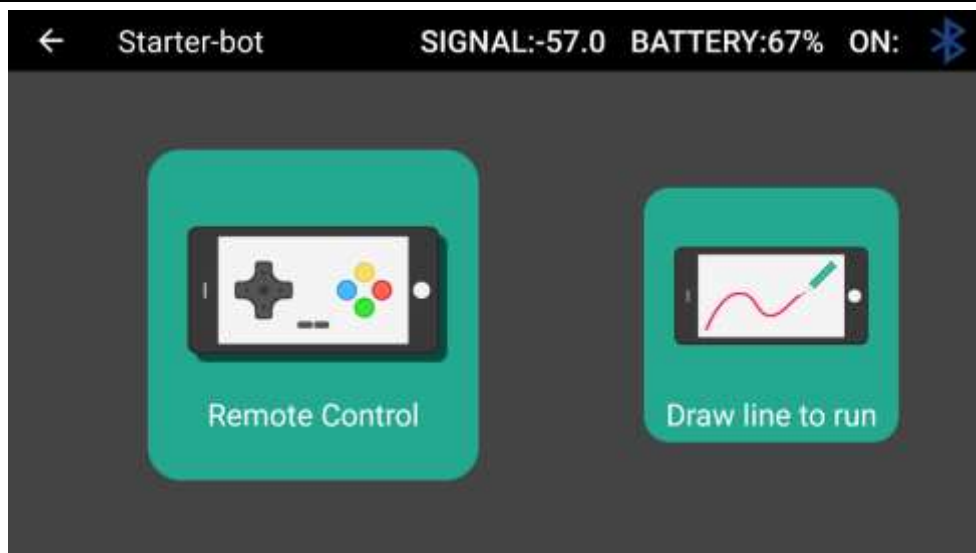 Starter-bot SIGNAL:-57.0 BATTERY:67% ON:
Remote Control
Draw line to run